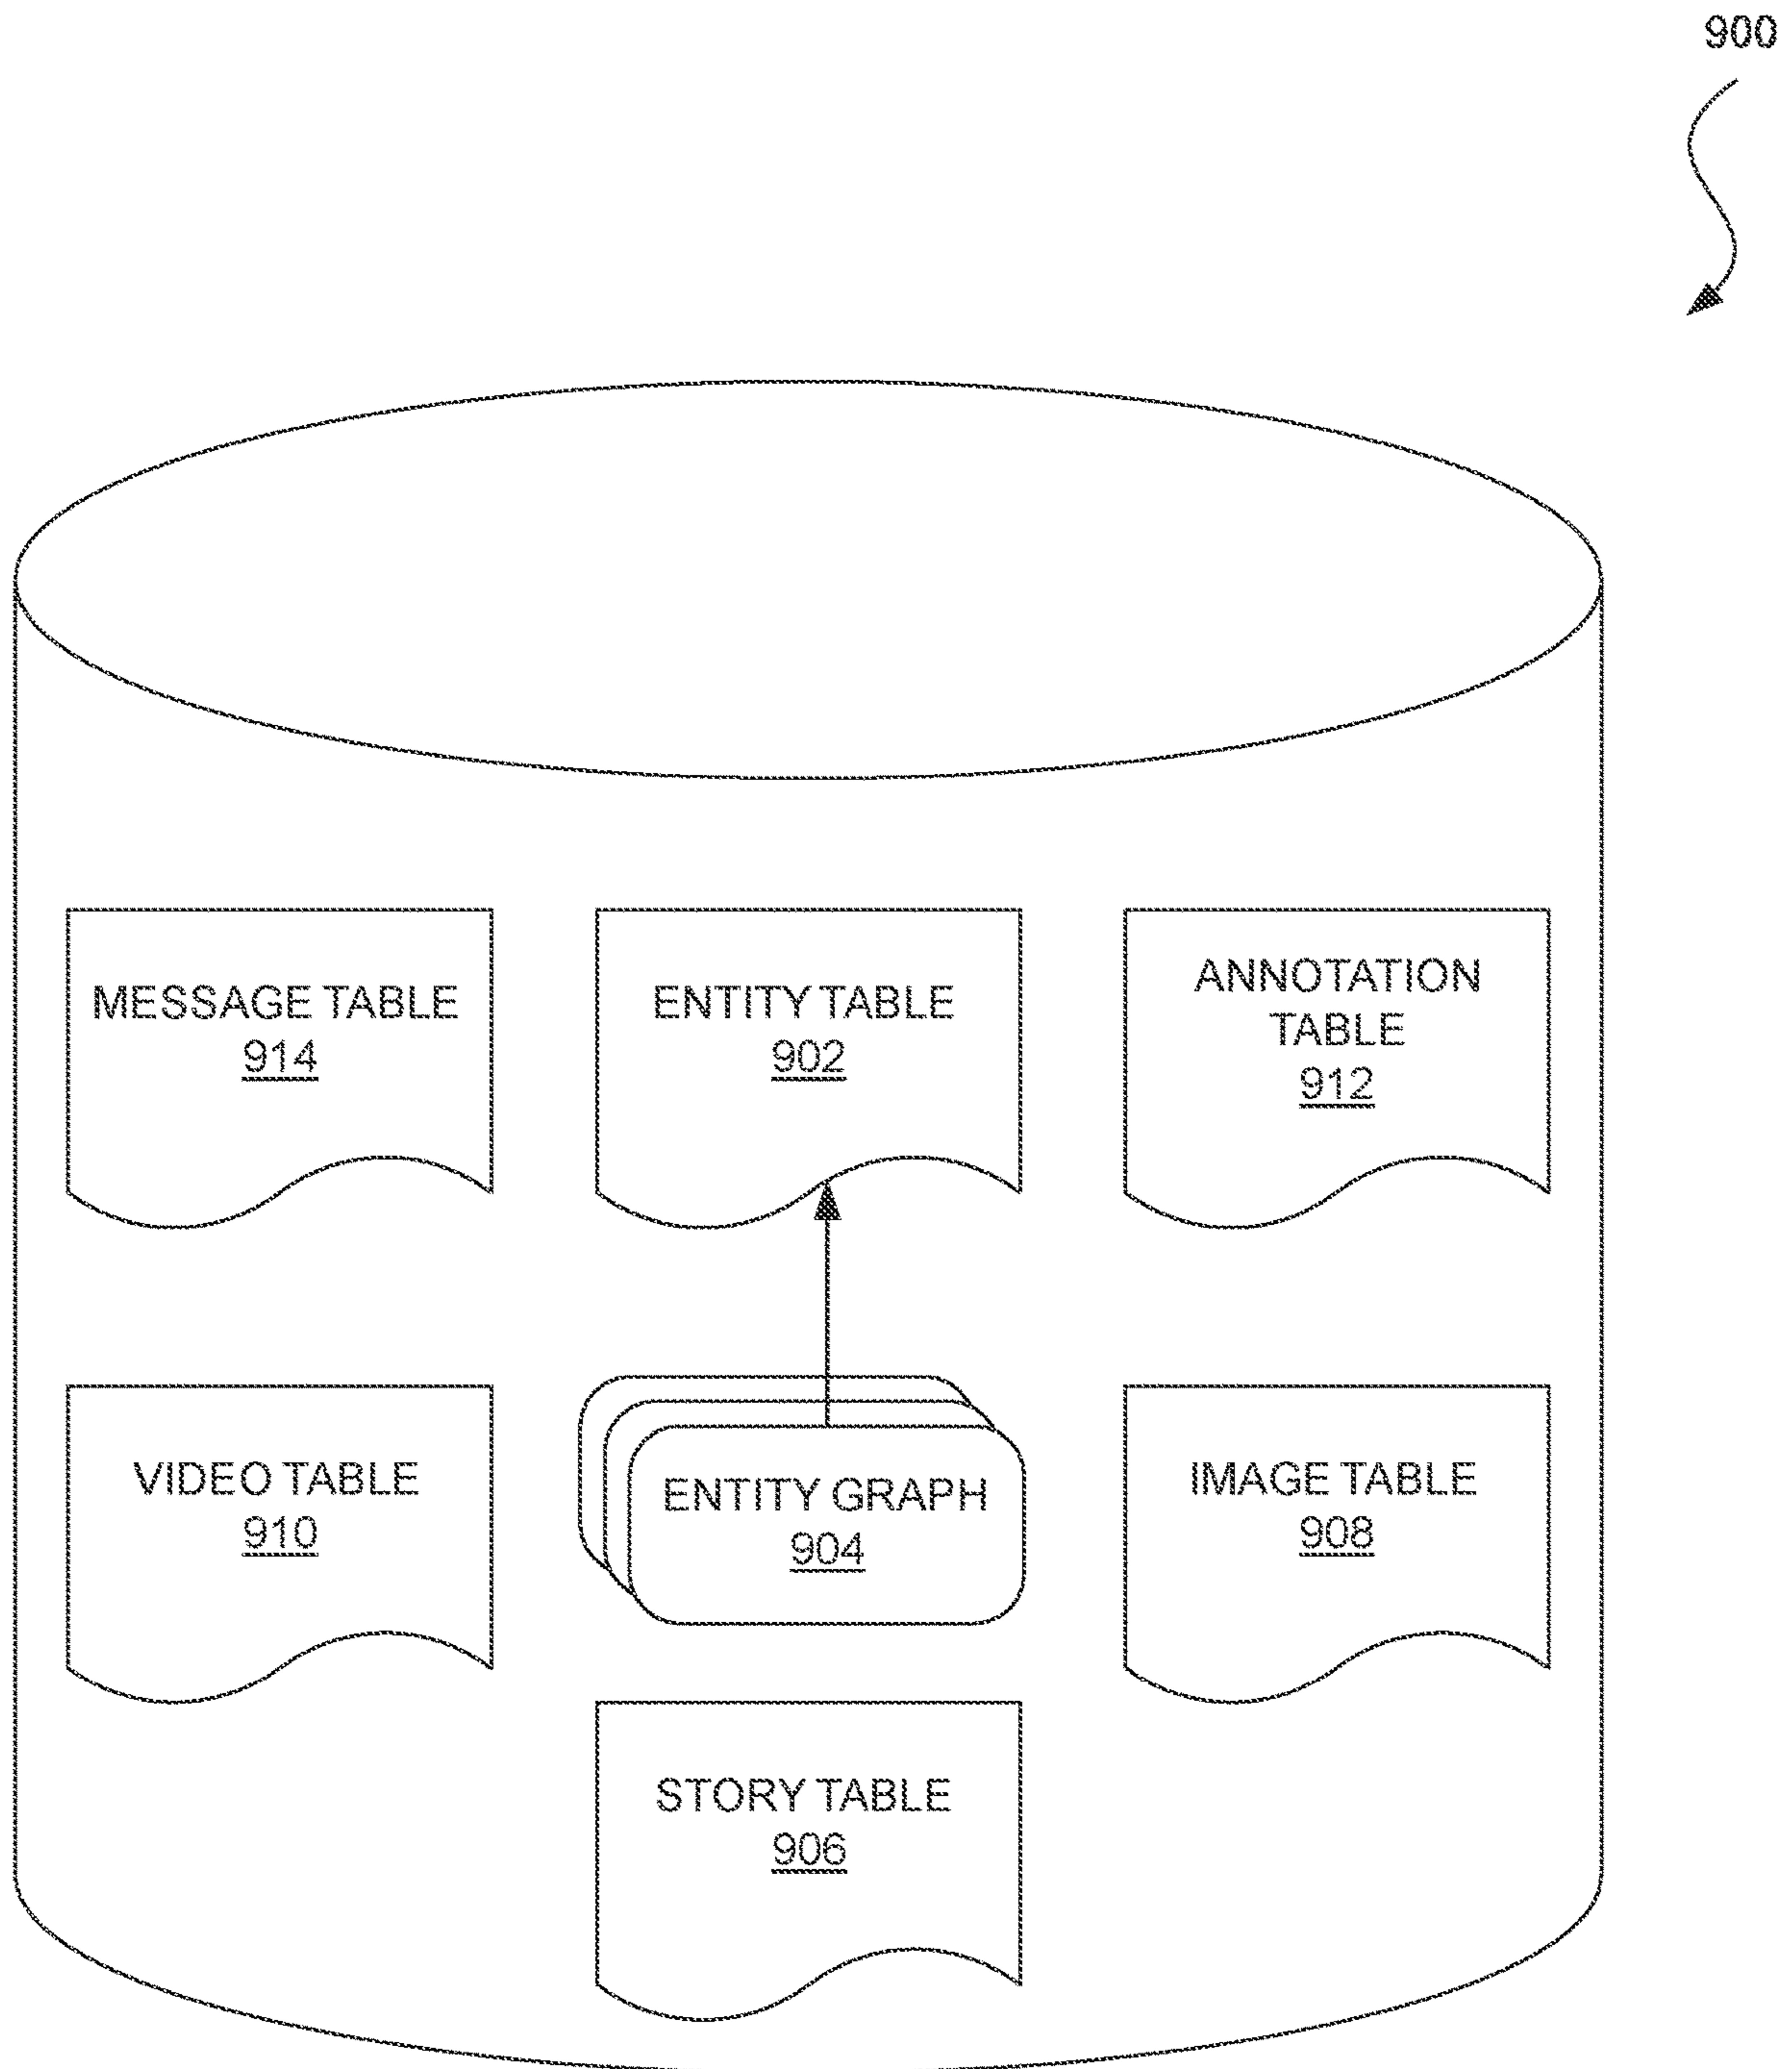 900
MESSAGE TABLE
914
ENTITY TABLE
902
ANNOTATION
TABLE
912
VIDEO TABLE
910
ENTITY GRAPH
904
IMAGE TABLE
908
STORY TABLE
906